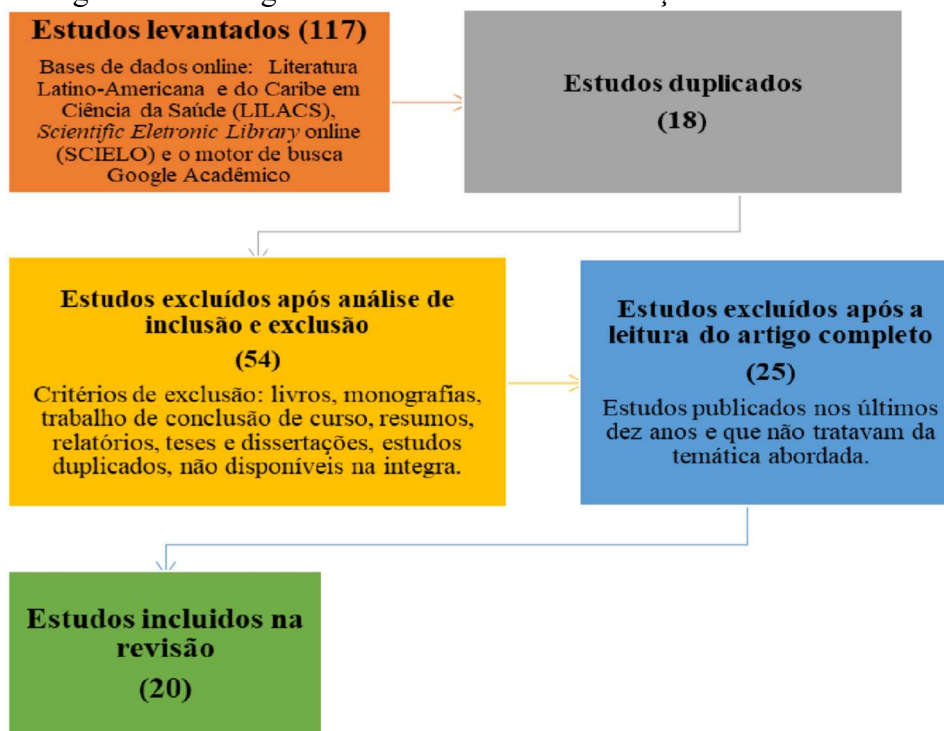 Estudos levantados (117)
Bases de dados online: Literatura
Latino-Americana e do Caribe em
Ciência da Saúde (LILACS),
Scientific Eletronic Library online
(SCIELO) e o motor de busca
Google Acadêmico
Estudos duplicados
(18)
Estudos excluídos após análise de
inclusão e exclusão
(54)
Critérios de exclusão: livros, monografias,
trabalho de conclusão de curso, resumos,
relatórios, teses e dissertações, estudos
duplicados, não disponíveis na integra.
Estudos excluídos após a
leitura do artigo completo
(25)
Estudos publicados nos últimos
dez anos e que não tratavam da
temática abordada.
Estudos incluidos na
revisão
(20)